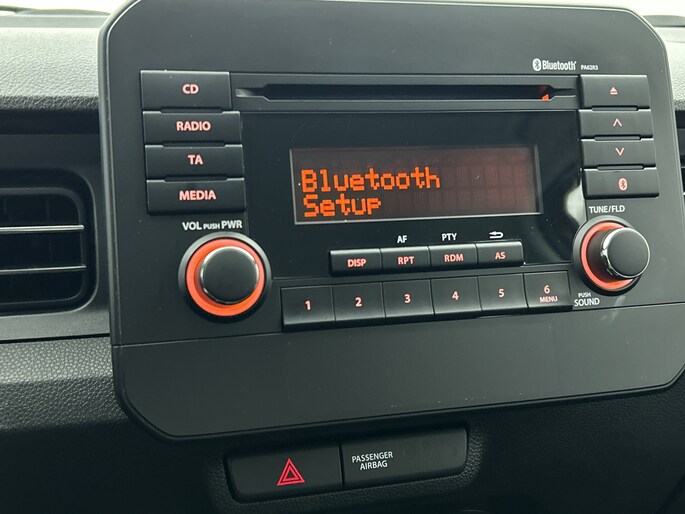 Bluetooth® PA62R3
CD
RADIO
TA
MEDIA
Bluetooth
Setup
VOL PUSH PWR
TUNE/FLD
AF PTY
DISP RPT RDM AS
1 2 3 4 5 6
MENU
PUSH
SOUND
PASSENGER
AIRBAG